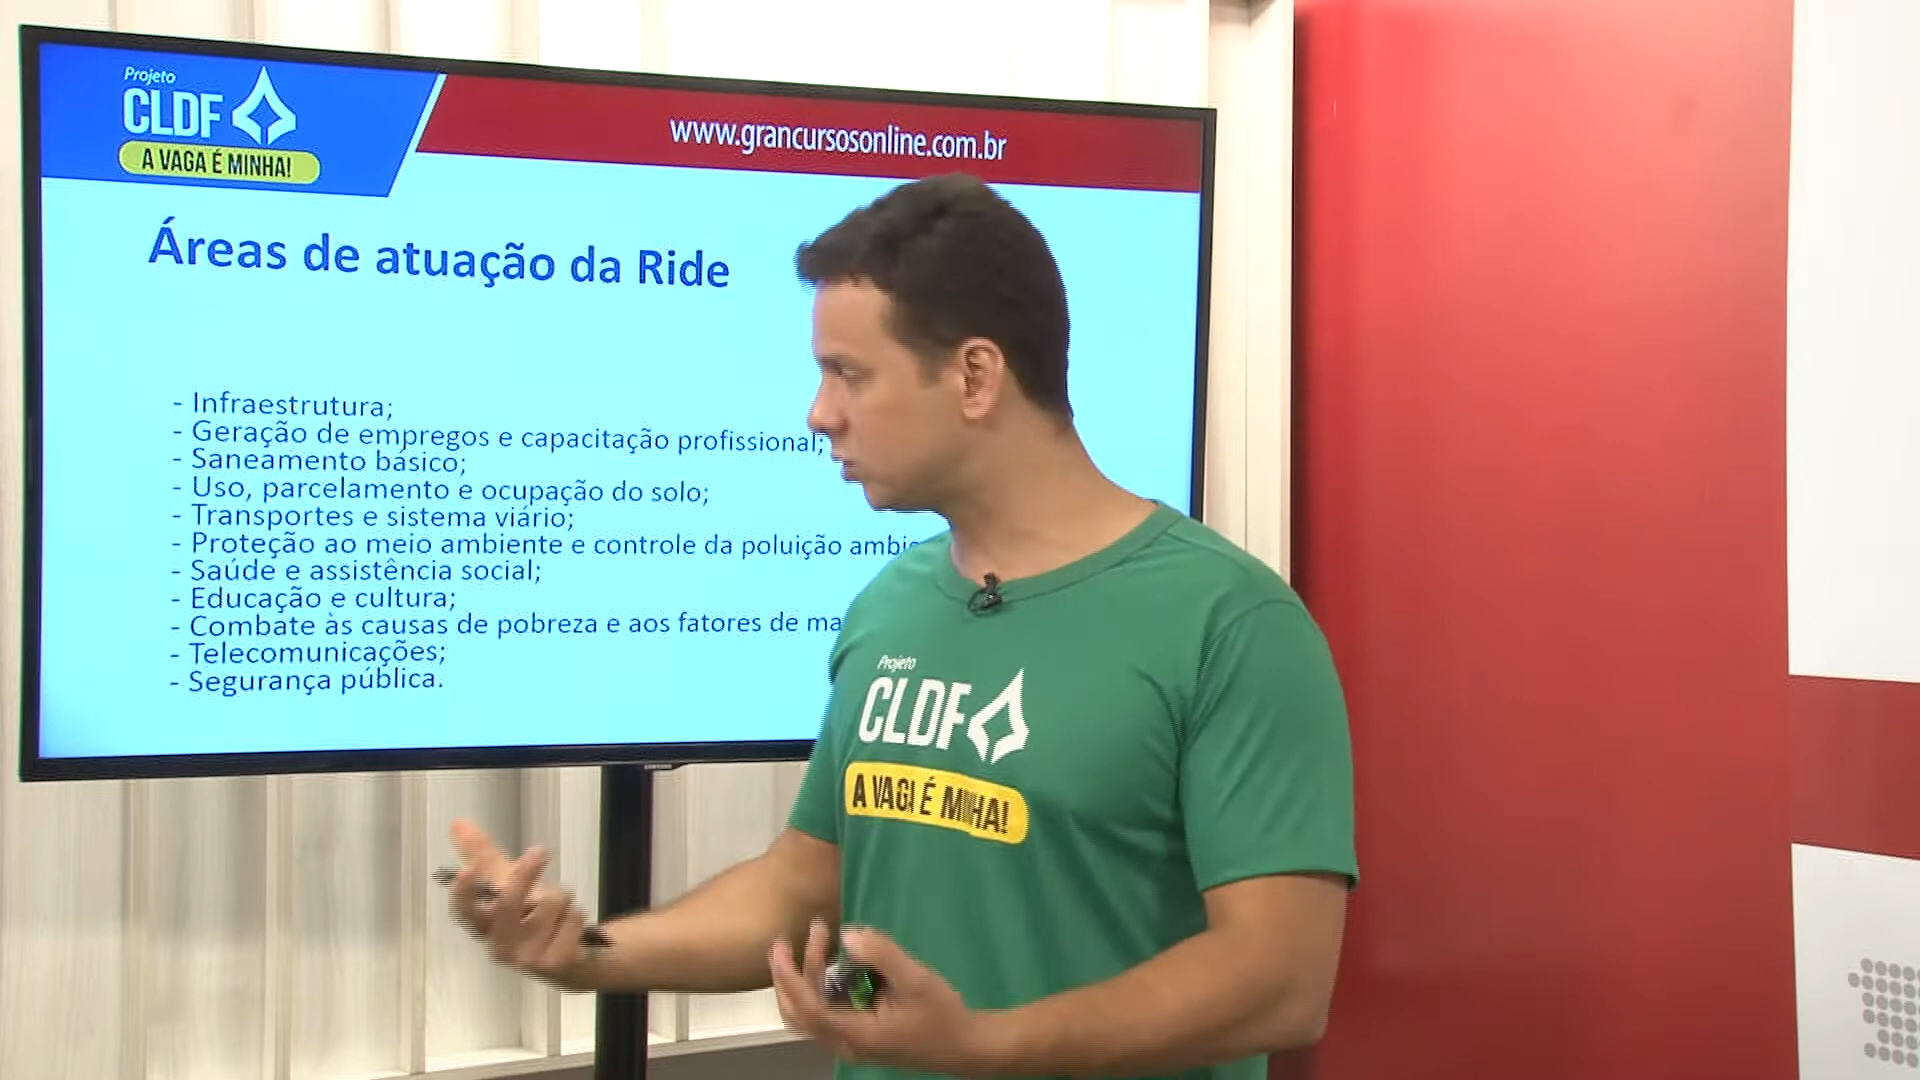 Projeto
CLDF
A VAGA É MINHA!
www.grancursosonline.com.br
Áreas de atuação da Ride
- Infraestrutura;
- Geração de empregos e capacitação profissional;
- Saneamento básico;
- Uso, parcelamento e ocupação do solo;
- Transportes e sistema viário;
- Proteção ao meio ambiente e controle da poluição
- Saúde e assistência social;
- Educação e cultura;
- Combate às causas de pobreza e aos fatores de
- Telecomunicações;
- Segurança pública.
Projeto
CLDF
A VAGA É MINHA!